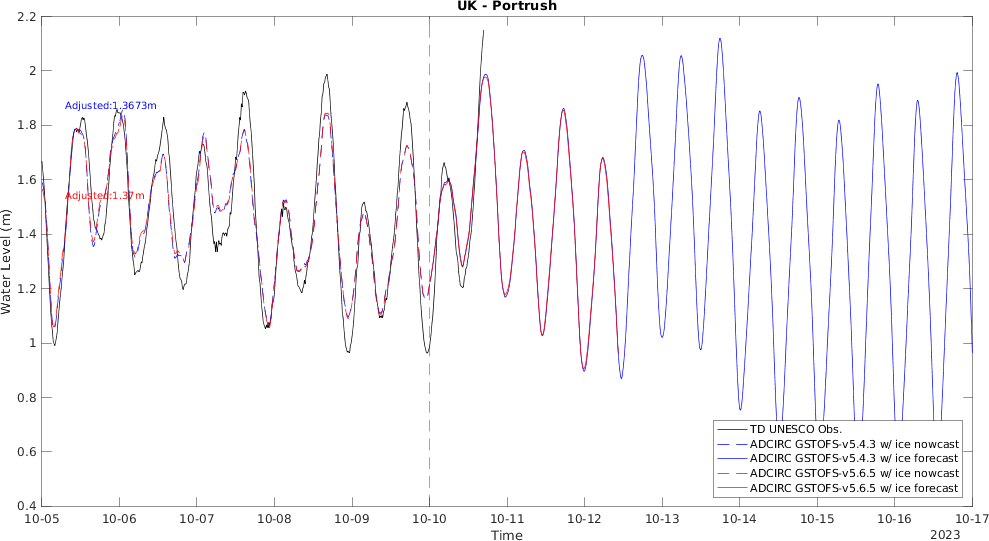 UK - Portrush
2.2
2
1.8
1.6
1.4
1.2
1
0.8
0.6
0.4
Water Level (m)
Adjusted:1.3673m
Adjusted:1.37m
TD UNESCO Obs.
ADCIRC GSTOFS-v5.4.3 w/ ice nowcast
ADCIRC GSTOFS-v5.4.3 w/ ice forecast
ADCIRC GSTOFS-v5.6.5 w/ ice nowcast
ADCIRC GSTOFS-v5.6.5 w/ ice forecast
10-05 10-06 10-07 10-08 10-09 10-10 10-11 10-12 10-13 10-14 10-15 10-16 10-17
Time
2023